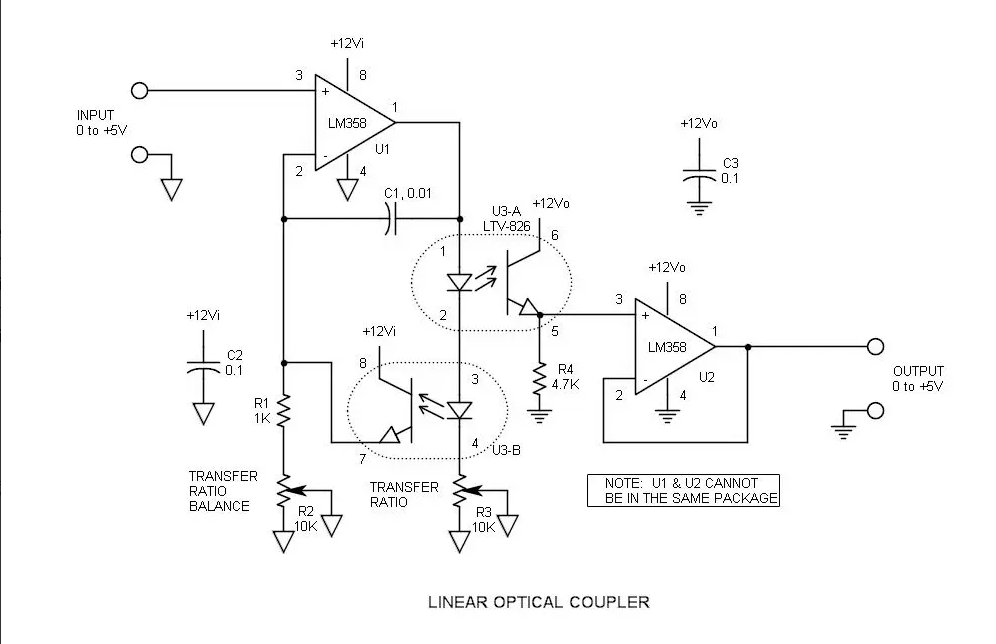 +12Vi
3
8
+
1
LM358
INPUT
0 to +5V
U1
-
2
4
C1, 0.01
+12Vo
C3
0.1
U3-A
LTV-826
+12Vo
6
1
2
5
+12Vo
3
8
+
1
LM358
U2
-
2
4
OUTPUT
0 to +5V
+12Vi
C2
0.1
+12Vi
8
3
R4
4.7K
R1
1K
7
4
U3-B
TRANSFER
RATIO
BALANCE
R2
10K
TRANSFER
RATIO
R3
10K
NOTE: U1 & U2 CANNOT
BE IN THE SAME PACKAGE
LINEAR OPTICAL COUPLER